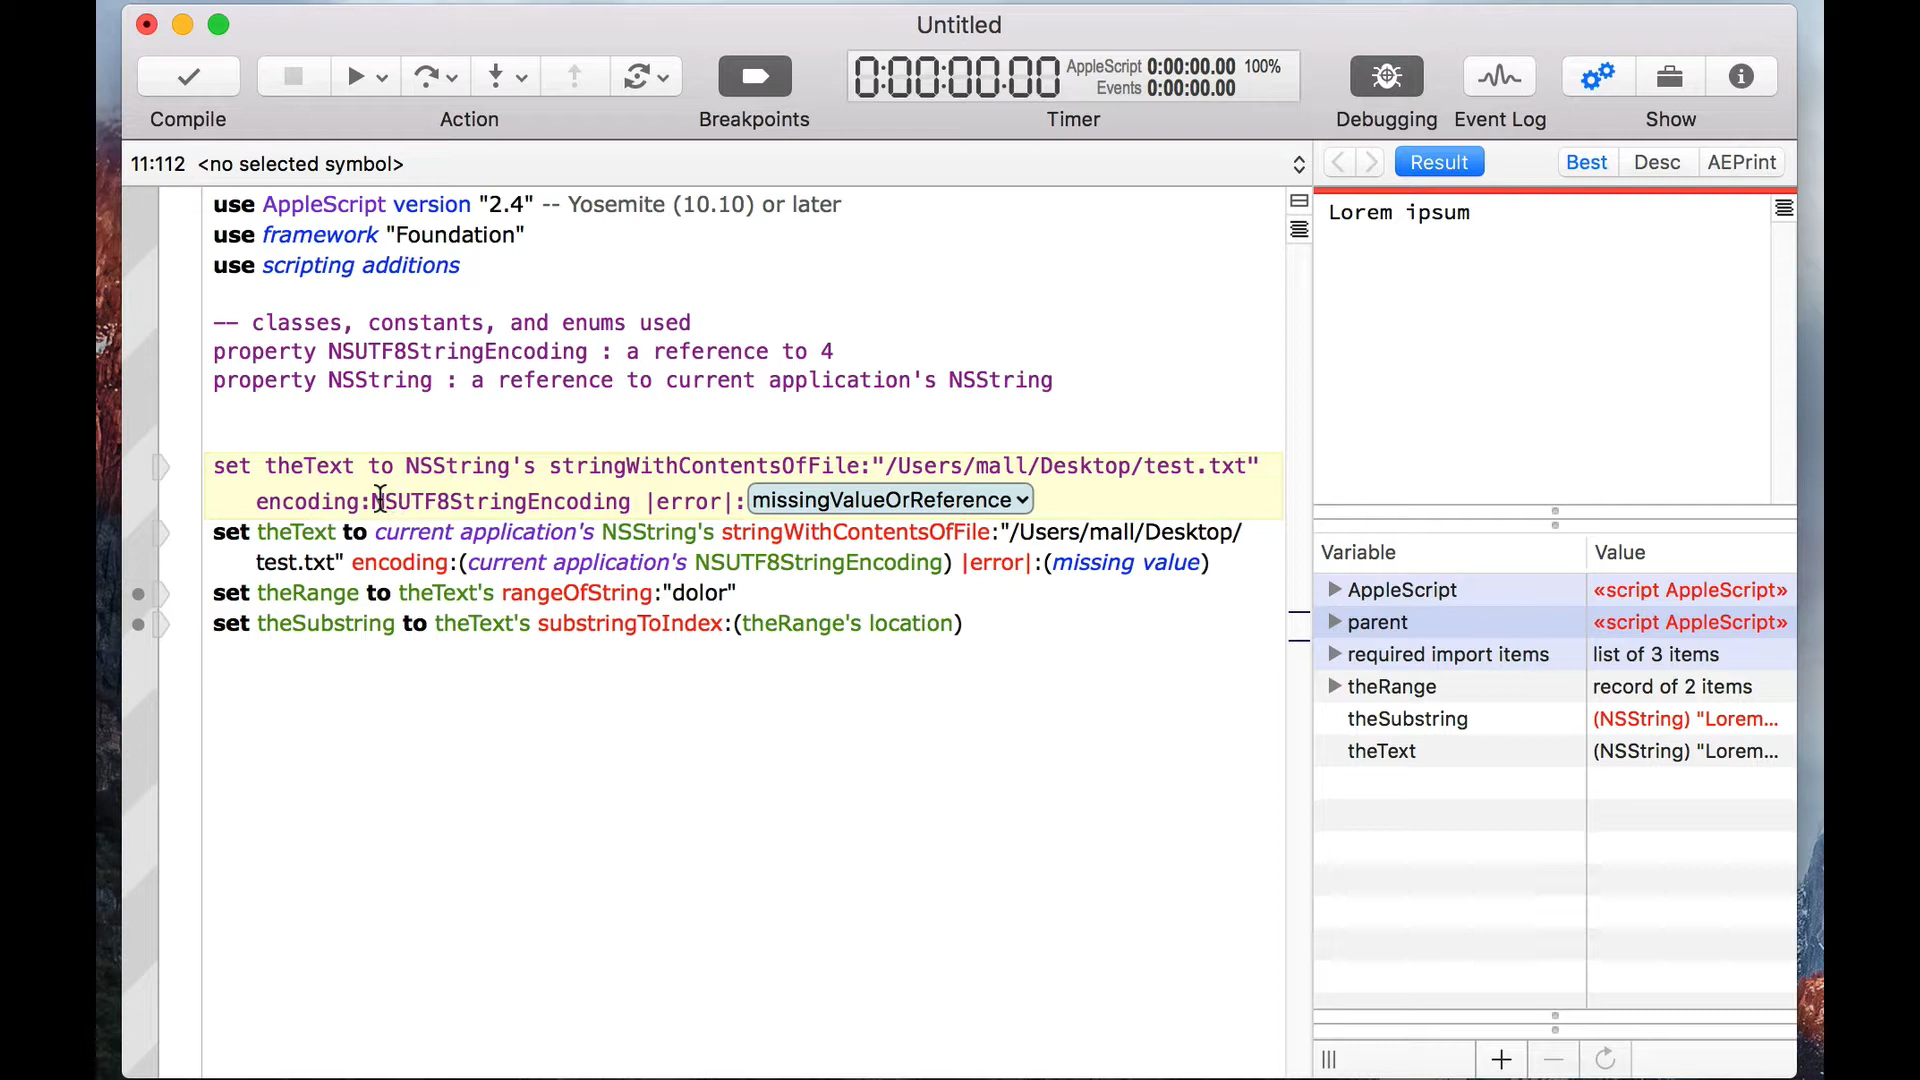 Untitled
0:00:00.00 AppleScript 0:00:00.00 100%
Events 0:00:00.00
Compile Action Breakpoints Timer Debugging Event Log Show
11:112 <no selected symbol>
Result Best Desc AEPrint
use AppleScript version "2.4" -- Yosemite (10.10) or later
use framework "Foundation"
use scripting additions
-- classes, constants, and enums used
property NSUTF8StringEncoding : a reference to 4
property NSString : a reference to current application's NSString
set theText to NSString's stringWithContentsOfFile:"/Users/mall/Desktop/test.txt"
encoding:NSUTF8StringEncoding |error|:missingValueOrReference
set theText to current application's NSString's stringWithContentsOfFile:"/Users/mall/Desktop/
test.txt" encoding:(current application's NSUTF8StringEncoding) |error|:(missing value)
set theRange to theText's rangeOfString:"dolor"
set theSubstring to theText's substringToIndex:(theRange's location)
Lorem ipsum
Variable Value
AppleScript «script AppleScript»
parent «script AppleScript»
required import items list of 3 items
theRange record of 2 items
theSubstring (NSString) "Lorem...
theText (NSString) "Lorem...